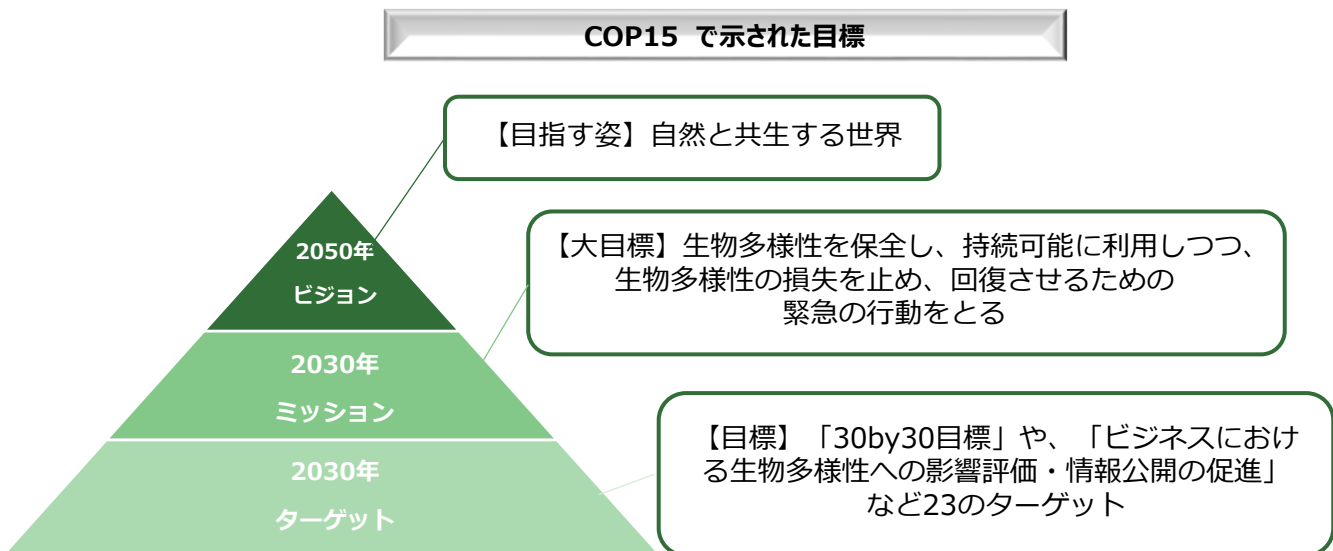 COP15 で示された目標
【目指す姿】自然と共生する世界
2050年
ビジョン
【大目標】生物多様性を保全し、持続可能に利用しつつ、
生物多様性の損失を止め、回復させるための
緊急の行動をとる
2030年
ミッション
【目標】「30by30目標」や、「ビジネスにおけ
る生物多様性への影響評価・情報公開の促進」
など23のターゲット
2030年
ターゲット